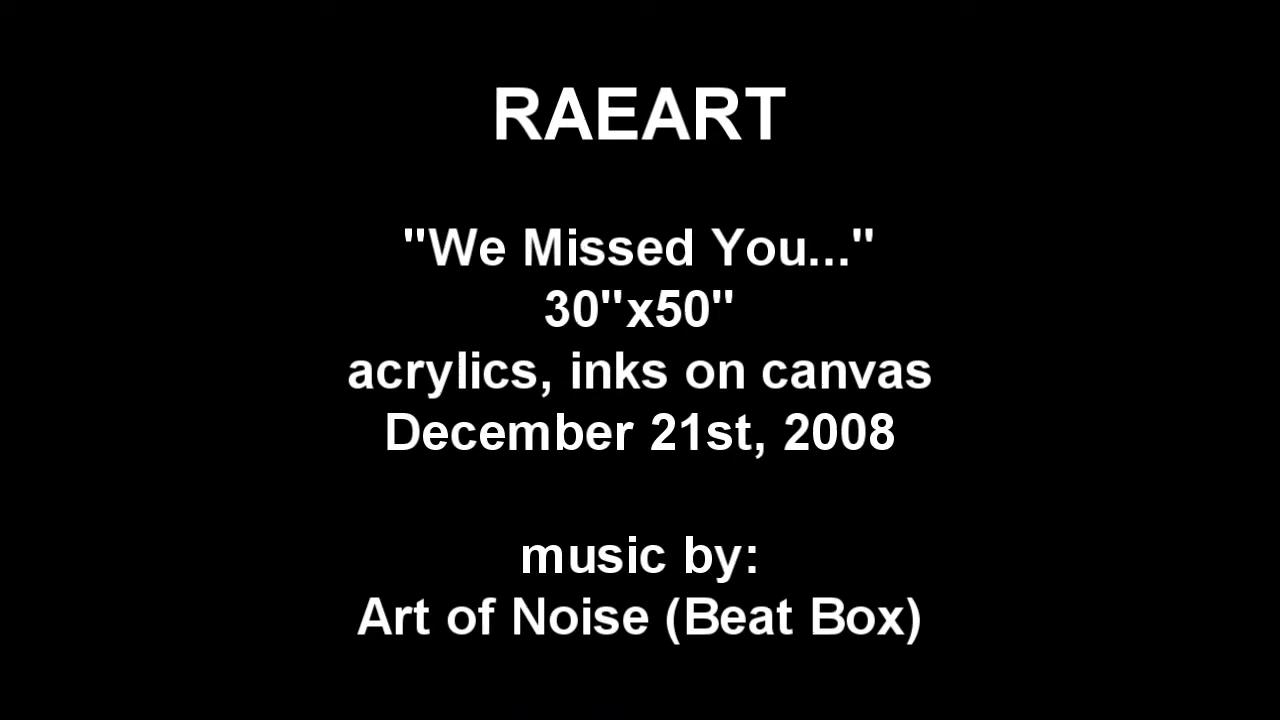 RAEART
"We Missed You..."
30"x50"
acrylics, inks on canvas
December 21st, 2008
music by:
Art of Noise (Beat Box)